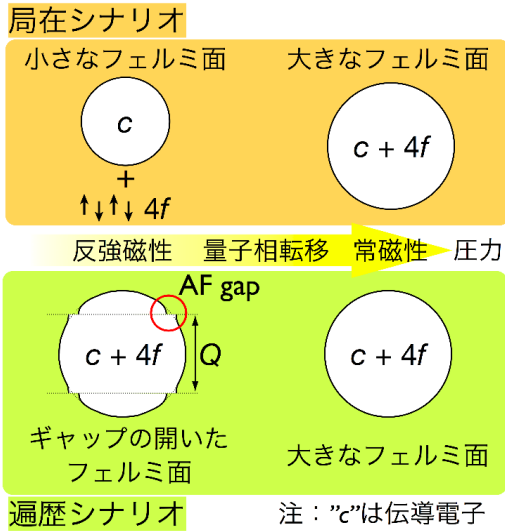 局在シナリオ
小さなフェルミ面
大きなフェルミ面
c
+
↑↓↑↓ 4f
c + 4f
反強磁性 量子相転移 常磁性 圧力
AF gap
c + 4f
Q
c + 4f
ギャップの開いた
フェルミ面
大きなフェルミ面
遍歴シナリオ
注：”c”は伝導電子